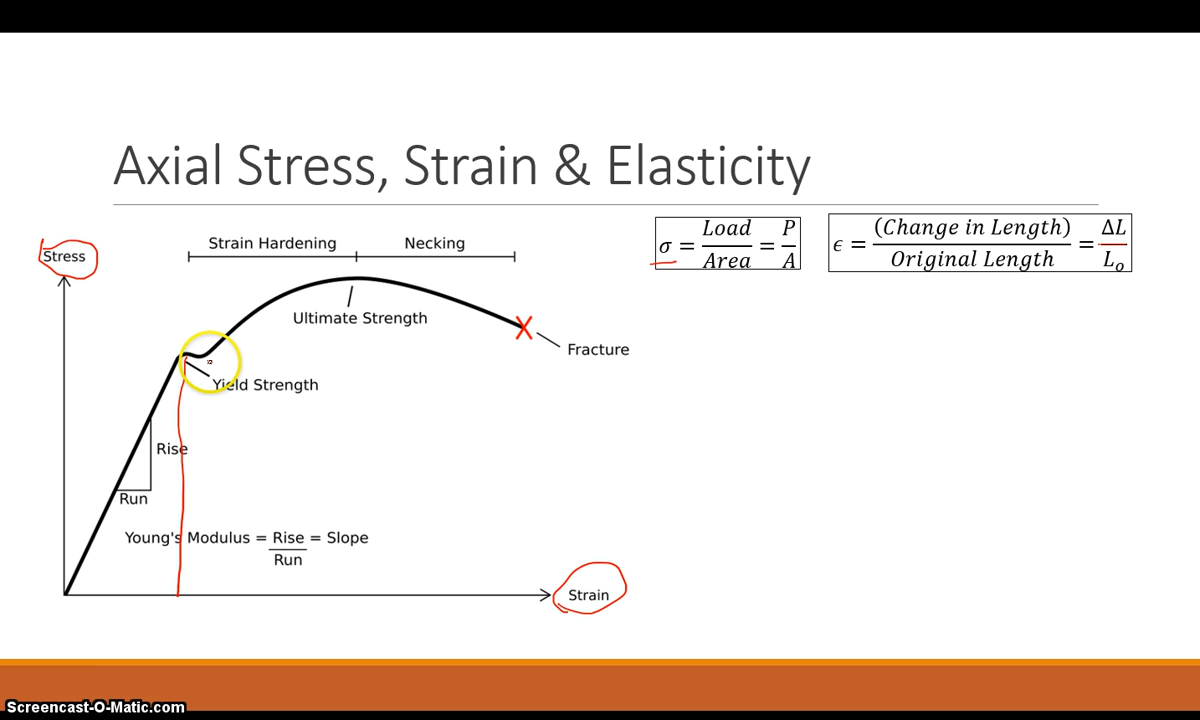 Axial Stress, Strain & Elasticity
Stress
Strain Hardening
Necking
σ = Load / Area = P / A
ϵ = (Change in Length) / Original Length = ΔL / Lₒ
Ultimate Strength
Fracture
Yield Strength
Rise
Run
Young's Modulus = Rise / Run = Slope
Strain
Screencast-O-Matic.com